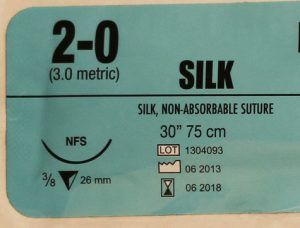 2-0
(3.0 metric)
SILK
SILK, NON-ABSORBABLE SUTURE
NFS
30” 75 cm
LOT 1304093
3/8 26 mm
06 2013
06 2018